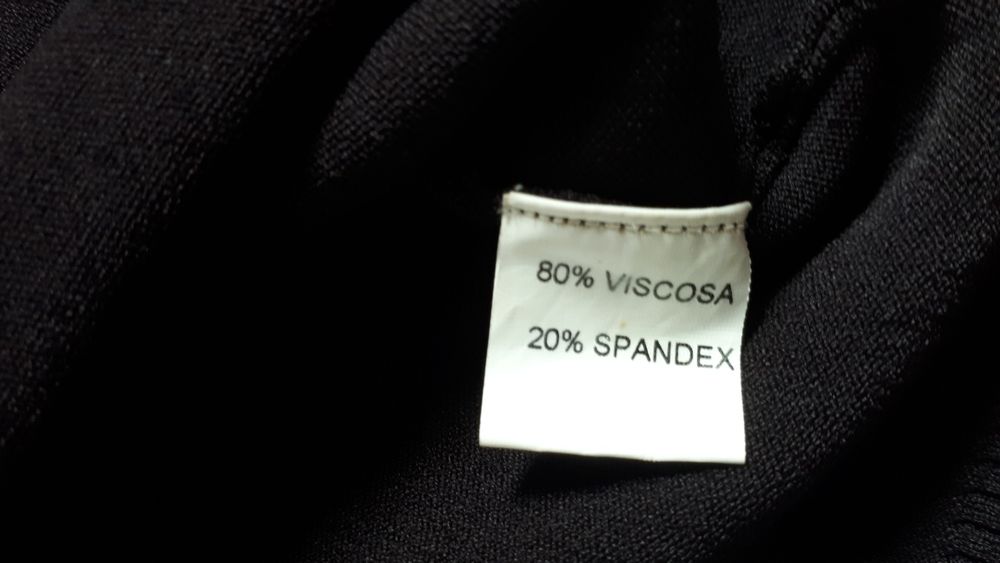 80% VISCOSA
20% SPANDEX